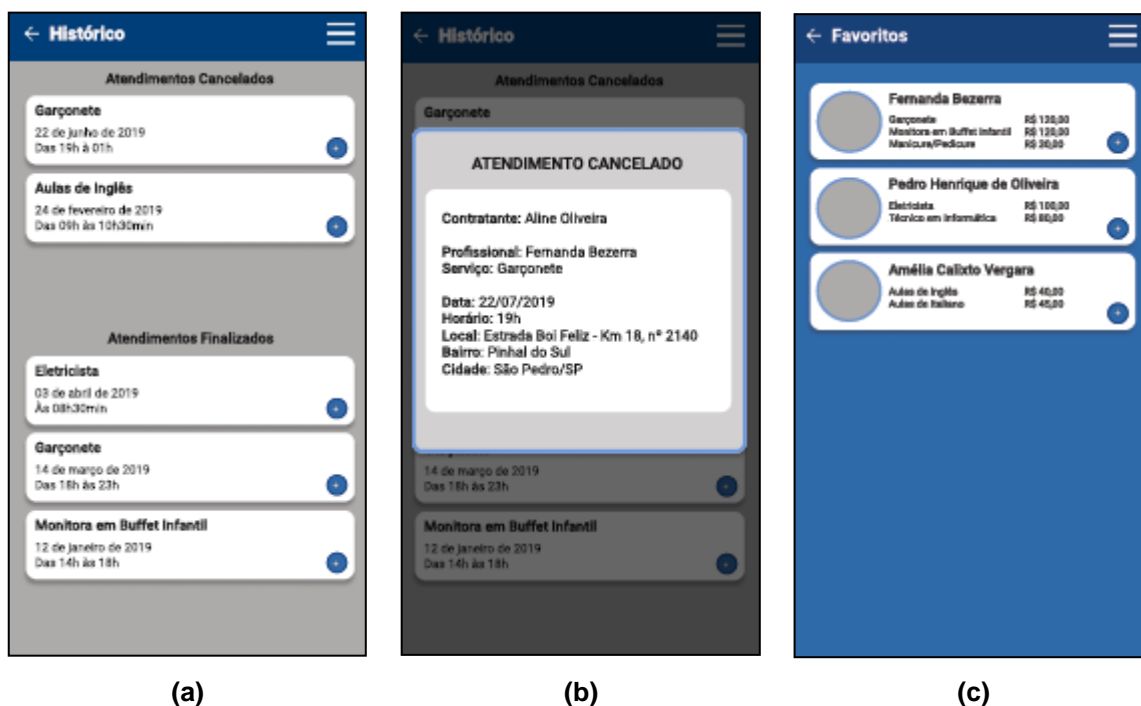 ← Histórico
Atendimentos Cancelados
Garçonete
22 de junho de 2019
Das 19h à 01h
+
Aulas de Inglês
24 de fevereiro de 2019
Das 09h às 10h30min
+
Atendimentos Finalizados
Eletricista
03 de abril de 2019
Às 08h30min
+
Garçonete
14 de março de 2019
Das 18h às 23h
+
Monitora em Buffet Infantil
12 de janeiro de 2019
Das 14h às 18h
+
(a)
← Histórico
Atendimentos Cancelados
Garçonete
ATENDIMENTO CANCELADO
Contratante: Aline Oliveira
Profissional: Fernanda Bezerra
Serviço: Garçonete
Data: 22/07/2019
Horário: 19h
Local: Estrada Boi Feliz - Km 18, nº 2140
Bairro: Pinhal do Sul
Cidade: São Pedro/SP
14 de março de 2019
Das 18h às 23h
+
Monitora em Buffet Infantil
12 de janeiro de 2019
Das 14h às 18h
+
(b)
← Favoritos
Fernanda Bezerra
Garçonete R$ 120,00
Monitora em Buffet Infantil R$ 120,00
Manicure/Pedicure R$ 30,00
+
Pedro Henrique de Oliveira
Eletricista R$ 100,00
Técnico em Informática R$ 80,00
+
Amélia Calixto Vergara
Aulas de Inglês R$ 40,00
Aulas de Italiano R$ 45,00
+
(c)